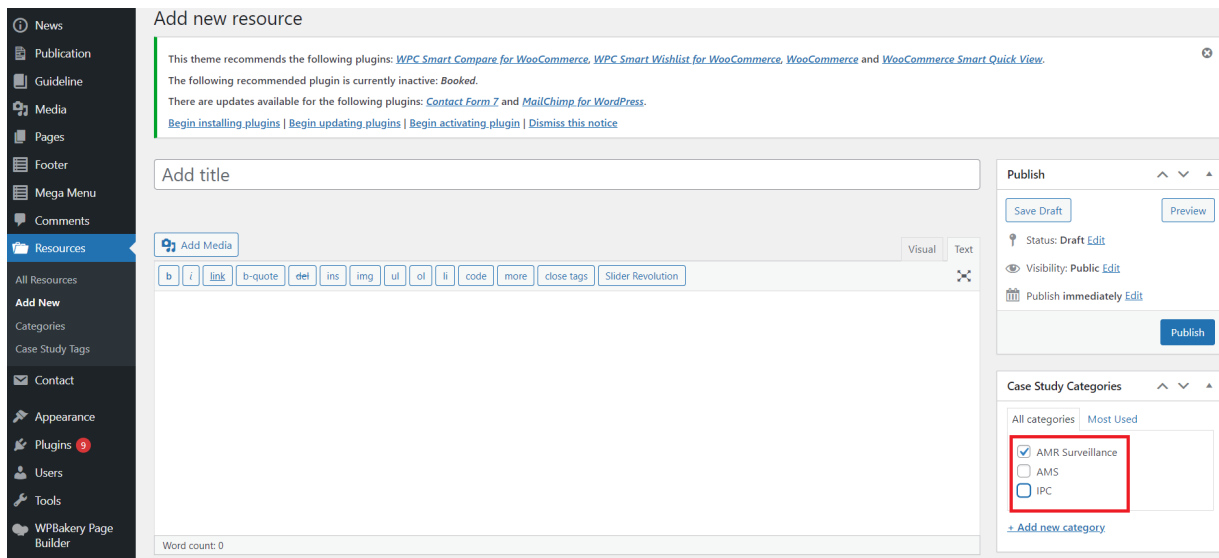 News
Publication
Guideline
Media
Pages
Footer
Mega Menu
Comments
Resources
All Resources
Add New
Categories
Case Study Tags
Contact
Appearance
Plugins 9
Users
Tools
WPBakery Page
Builder
Add new resource
This theme recommends the following plugins: WPC Smart Compare for WooCommerce, WPC Smart Wishlist for WooCommerce, WooCommerce and WooCommerce Smart Quick View.
The following recommended plugin is currently inactive: Booked.
There are updates available for the following plugins: Contact Form 7 and MailChimp for WordPress.
Begin installing plugins | Begin updating plugins | Begin activating plugin | Dismiss this notice
Add title
Add Media
Visual Text
b i link b-quote del ins img ul ol li code more close tags Slider Revolution
Word count: 0
Publish
Save Draft Preview
Status: Draft Edit
Visibility: Public Edit
Publish immediately Edit
Publish
Case Study Categories
All categories Most Used
AMR Surveillance
AMS
IPC
+ Add new category